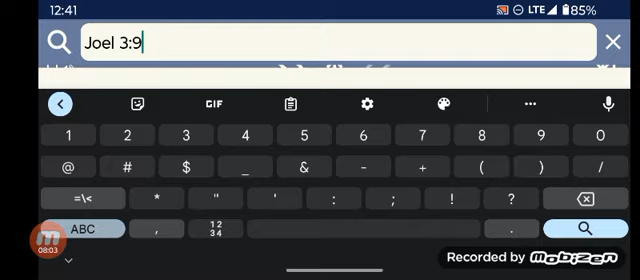 12:41 LTE 85%
Joel 3:9
GIF
1 2 3 4 5 6 7 8 9 0
@ # $ _ & - + ( ) /
=\< * " ' : ; ! ?
ABC , 12 .
34
08:03
Recorded by mobizen